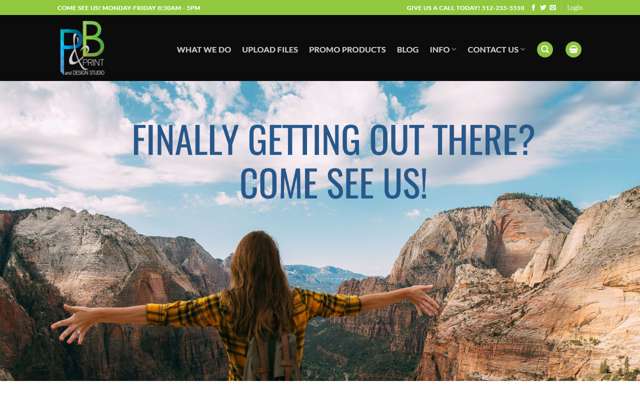 COME SEE US! MONDAY-FRIDAY 8:30AM - 5PM
GIVE US A CALL TODAY! 512-255-5550
Login
P&B
PRINT
and DESIGN STUDIO
WHAT WE DO
UPLOAD FILES
PROMO PRODUCTS
BLOG
INFO
CONTACT US
FINALLY GETTING OUT THERE?
COME SEE US!